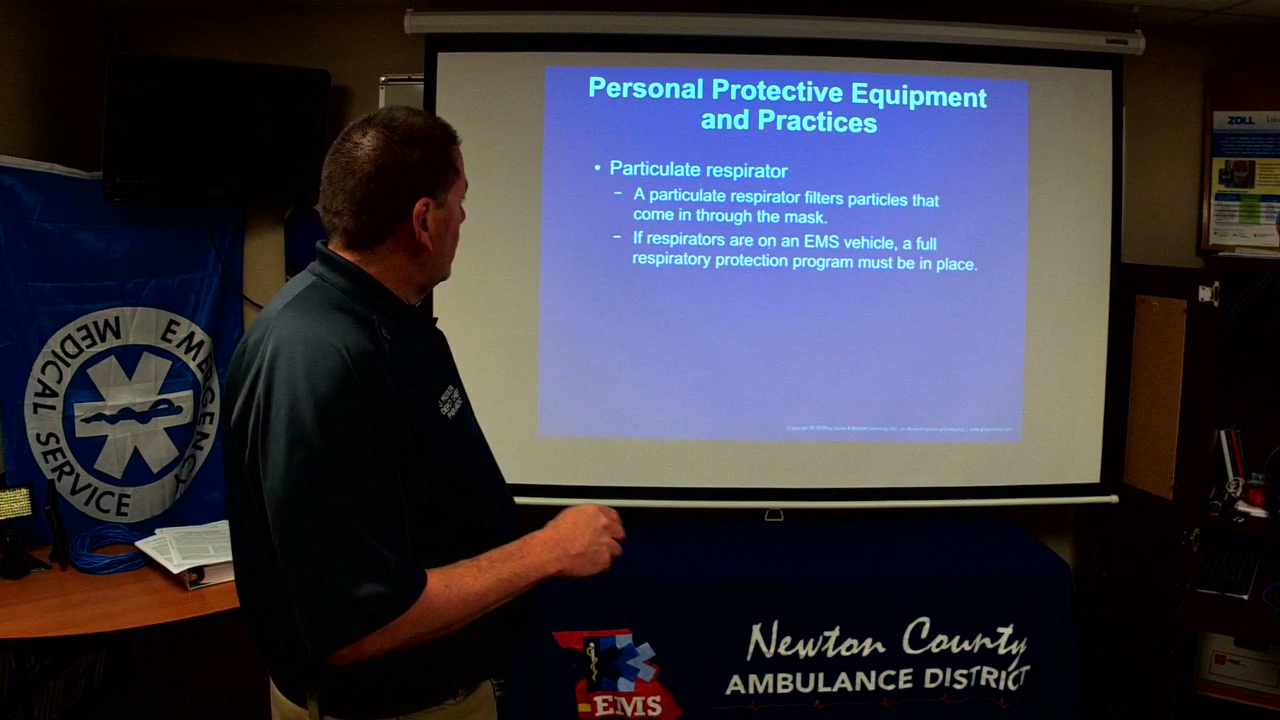 Personal Protective Equipment
and Practices
• Particulate respirator
– A particulate respirator filters particles that
come in through the mask.
– If respirators are on an EMS vehicle, a full
respiratory protection program must be in place.
EMERGENCY
MEDICAL SERVICE
ZOLL
Newton County
AMBULANCE DISTRICT
EMS